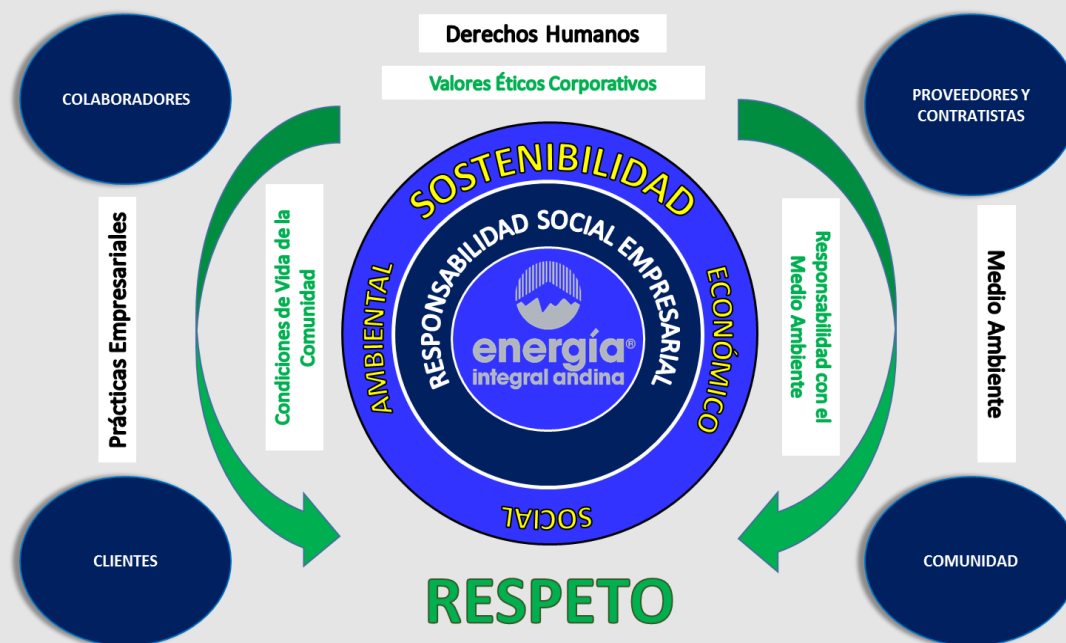 Derechos Humanos
Valores Éticos Corporativos
COLABORADORES
PROVEEDORES Y
CONTRATISTAS
Prácticas Empresariales
Condiciones de Vida de la
Comunidad
SOSTENIBILIDAD
AMBIENTAL
ECONÓMICO
SOCIAL
RESPONSABILIDAD SOCIAL EMPRESARIAL
energía®
integral andina
Responsabilidad con el
Medio Ambiente
Medio Ambiente
CLIENTES
COMUNIDAD
RESPETO